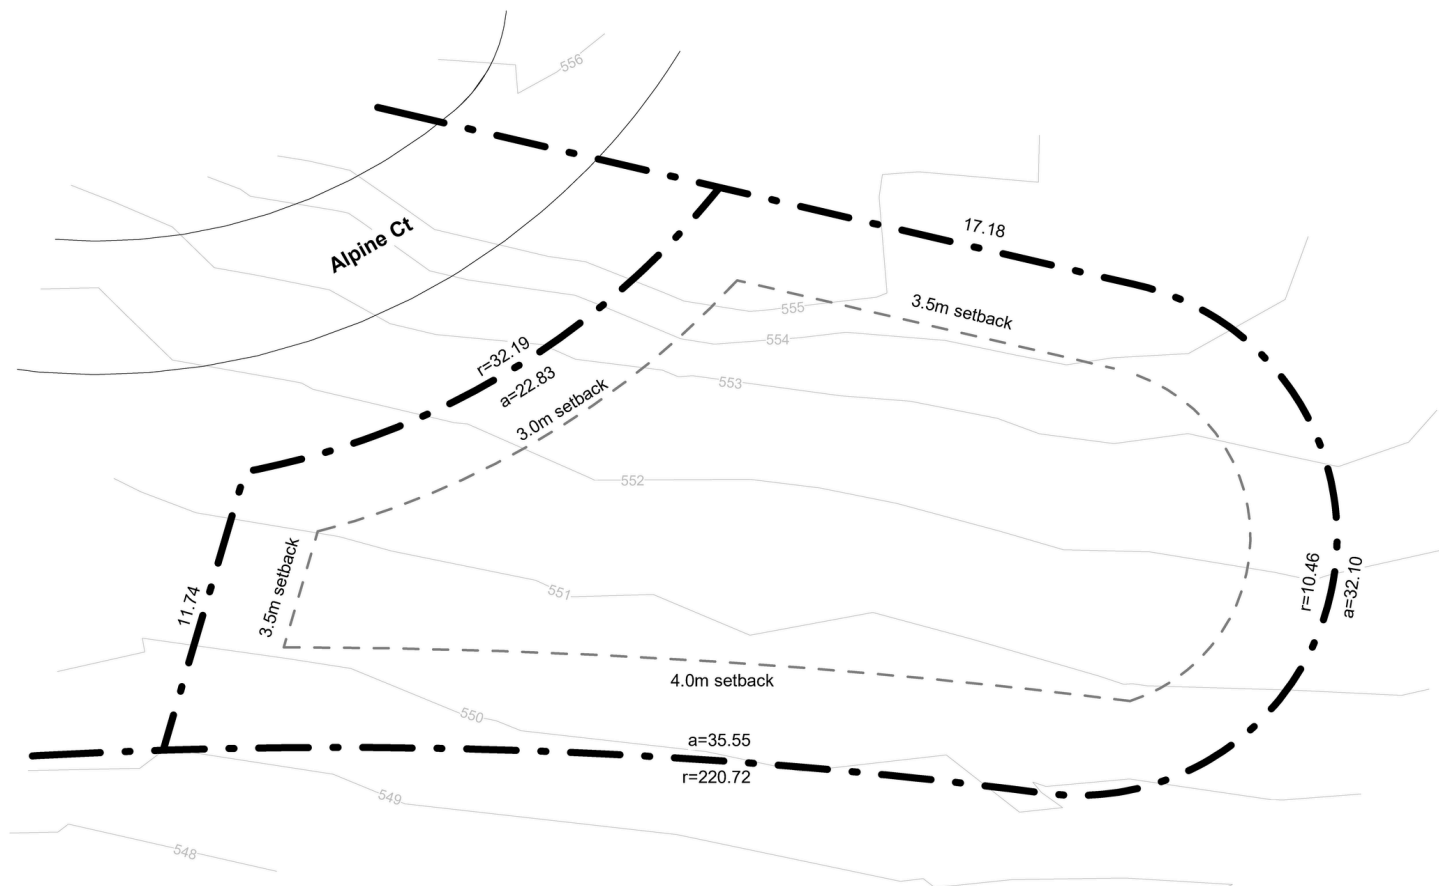 556
Alpine Ct
17.18
555
3.5m setback
554
r=32.19
a=22.83
553
3.0m setback
552
3.5m setback
11.74
551
r=10.46
a=32.10
4.0m setback
550
a=35.55
r=220.72
549
548